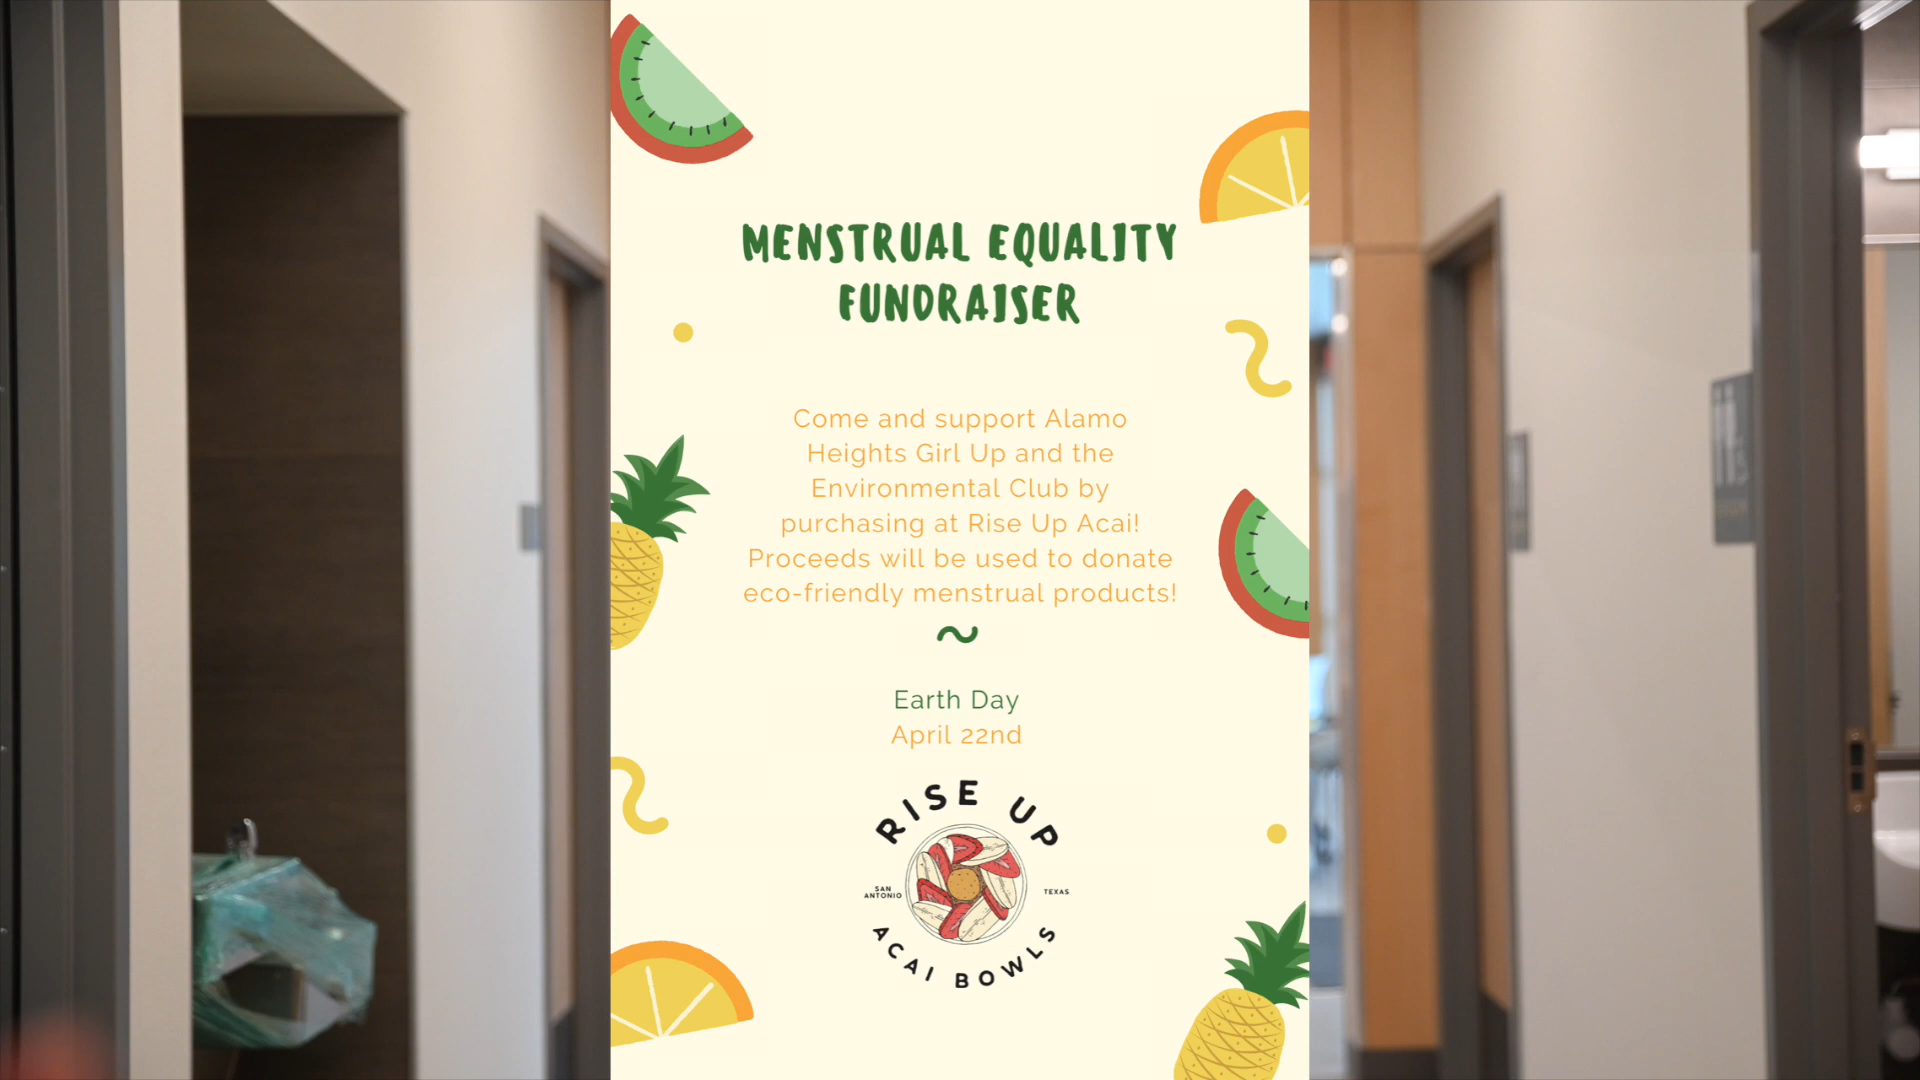 MENSTRUAL EQUALITY
FUNDRAISER
Come and support Alamo
Heights Girl Up and the
Environmental Club by
purchasing at Rise Up Acai!
Proceeds will be used to donate
eco-friendly menstrual products!
~
Earth Day
April 22nd
RISE UP
SAN
ANTONIO
TEXAS
ACAI BOWLS